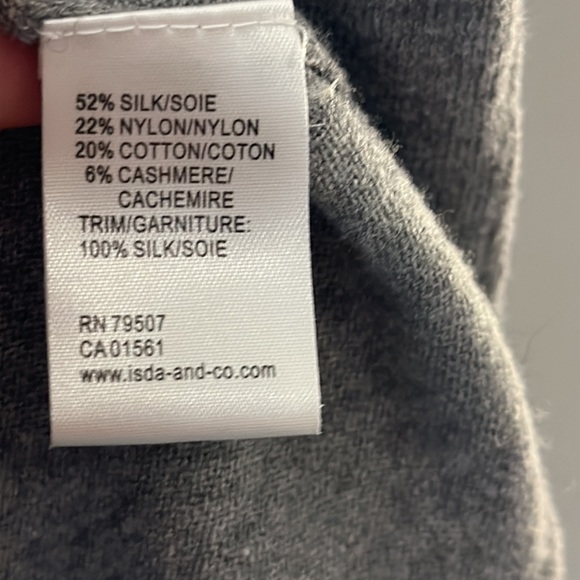 52% SILK/SOIE
22% NYLON/NYLON
20% COTTON/COTON
6% CASHMERE/
CACHEMIRE
TRIM/GARNITURE:
100% SILK/SOIE
RN 79507
CA 01561
www.isda-and-co.com